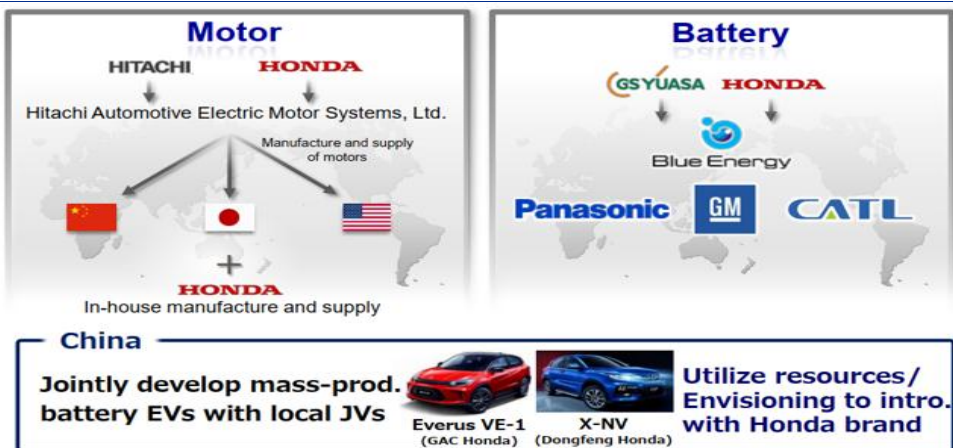 Motor
HITACHI HONDA
Hitachi Automotive Electric Motor Systems, Ltd.
Manufacture and supply
of motors
+
HONDA
In-house manufacture and supply
Battery
GS YUASA HONDA
Blue Energy
Panasonic GM CATL
China
Jointly develop mass-prod.
battery EVs with local JVs
Everus VE-1
(GAC Honda)
X-NV
(Dongfeng Honda)
Utilize resources/
Envisioning to intro.
with Honda brand